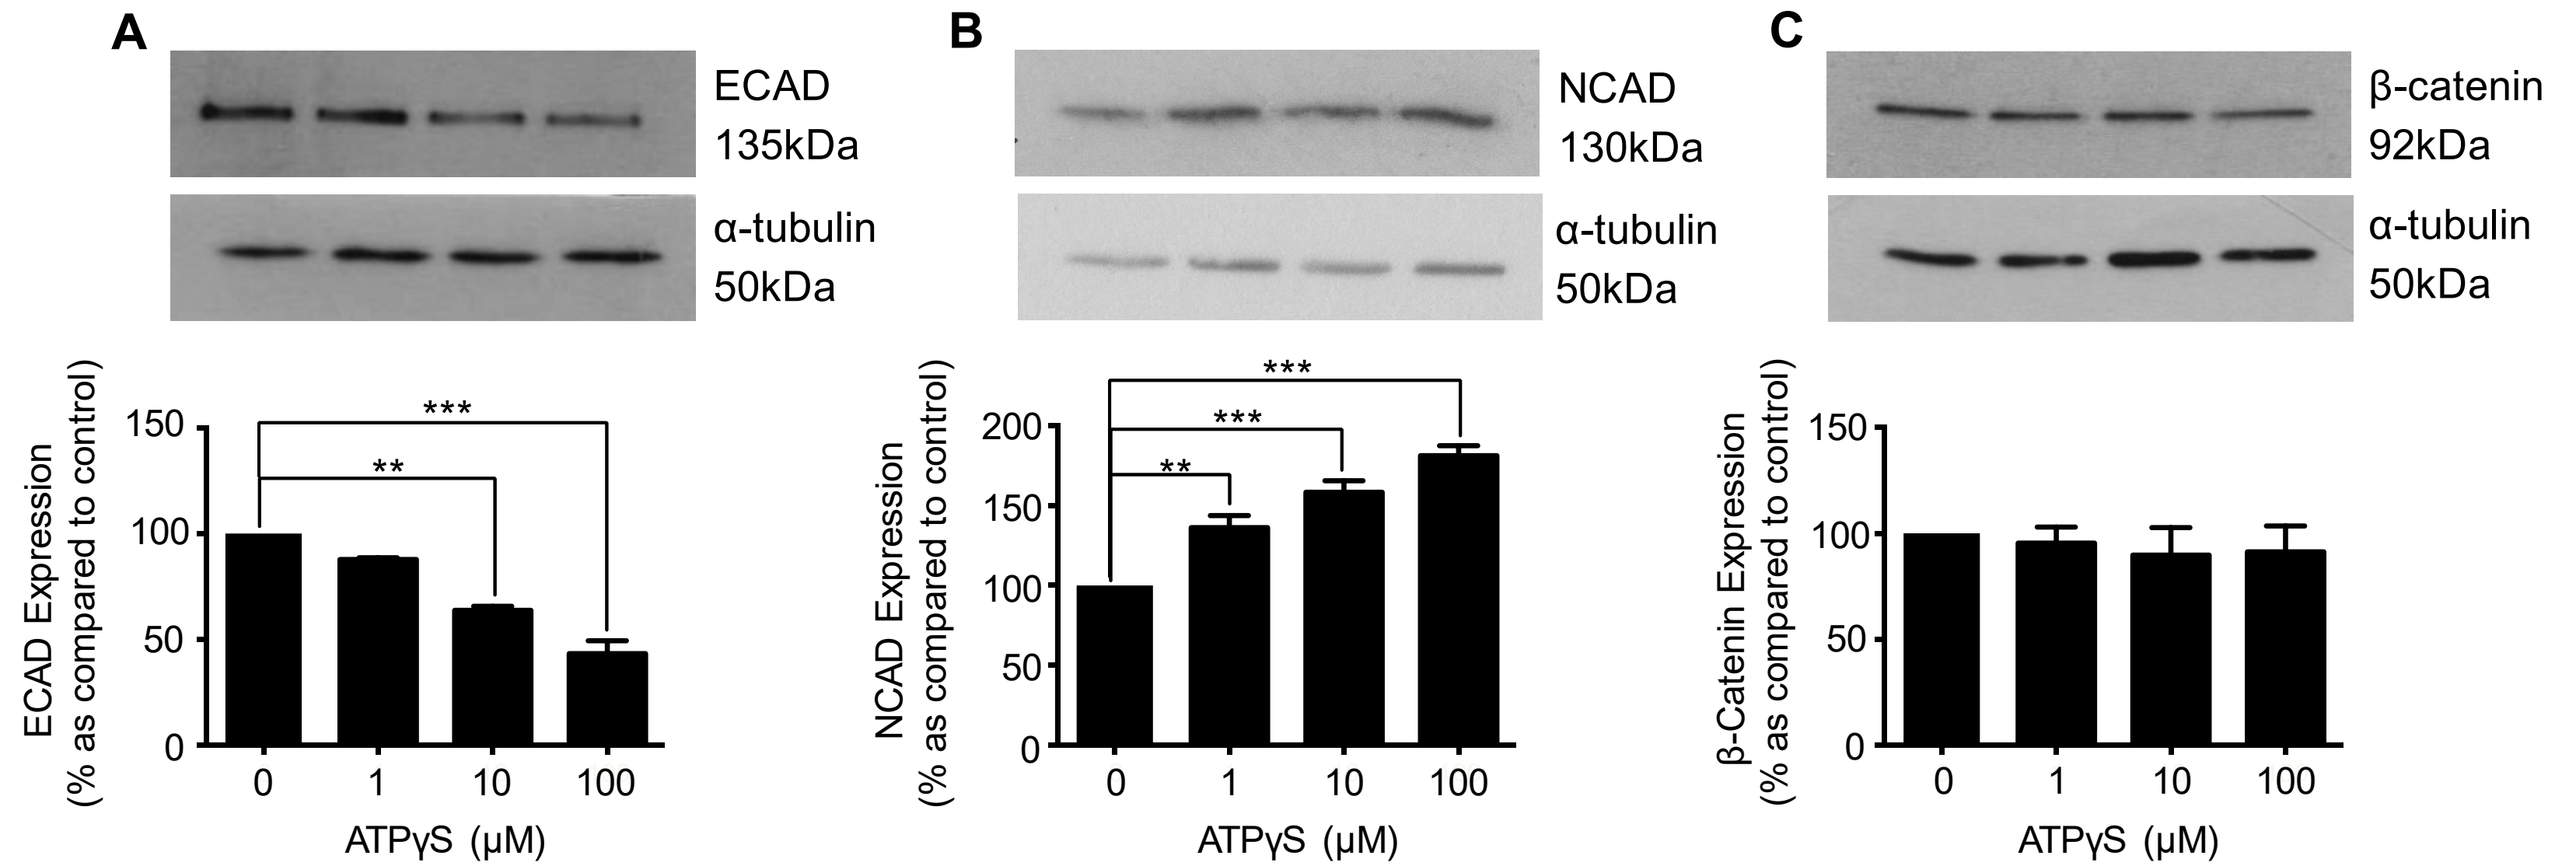 A
ECAD
135kDa
α-tubulin
50kDa
ECAD Expression
(% as compared to control)
150
100
50
0
***
**
0 1 10 100
ATPγS (μM)
B
NCAD
130kDa
α-tubulin
50kDa
NCAD Expression
(% as compared to control)
200
150
100
50
0
***
***
**
0 1 10 100
ATPγS (μM)
C
β-catenin
92kDa
α-tubulin
50kDa
β-Catenin Expression
(% as compared to control)
150
100
50
0
0 1 10 100
ATPγS (μM)